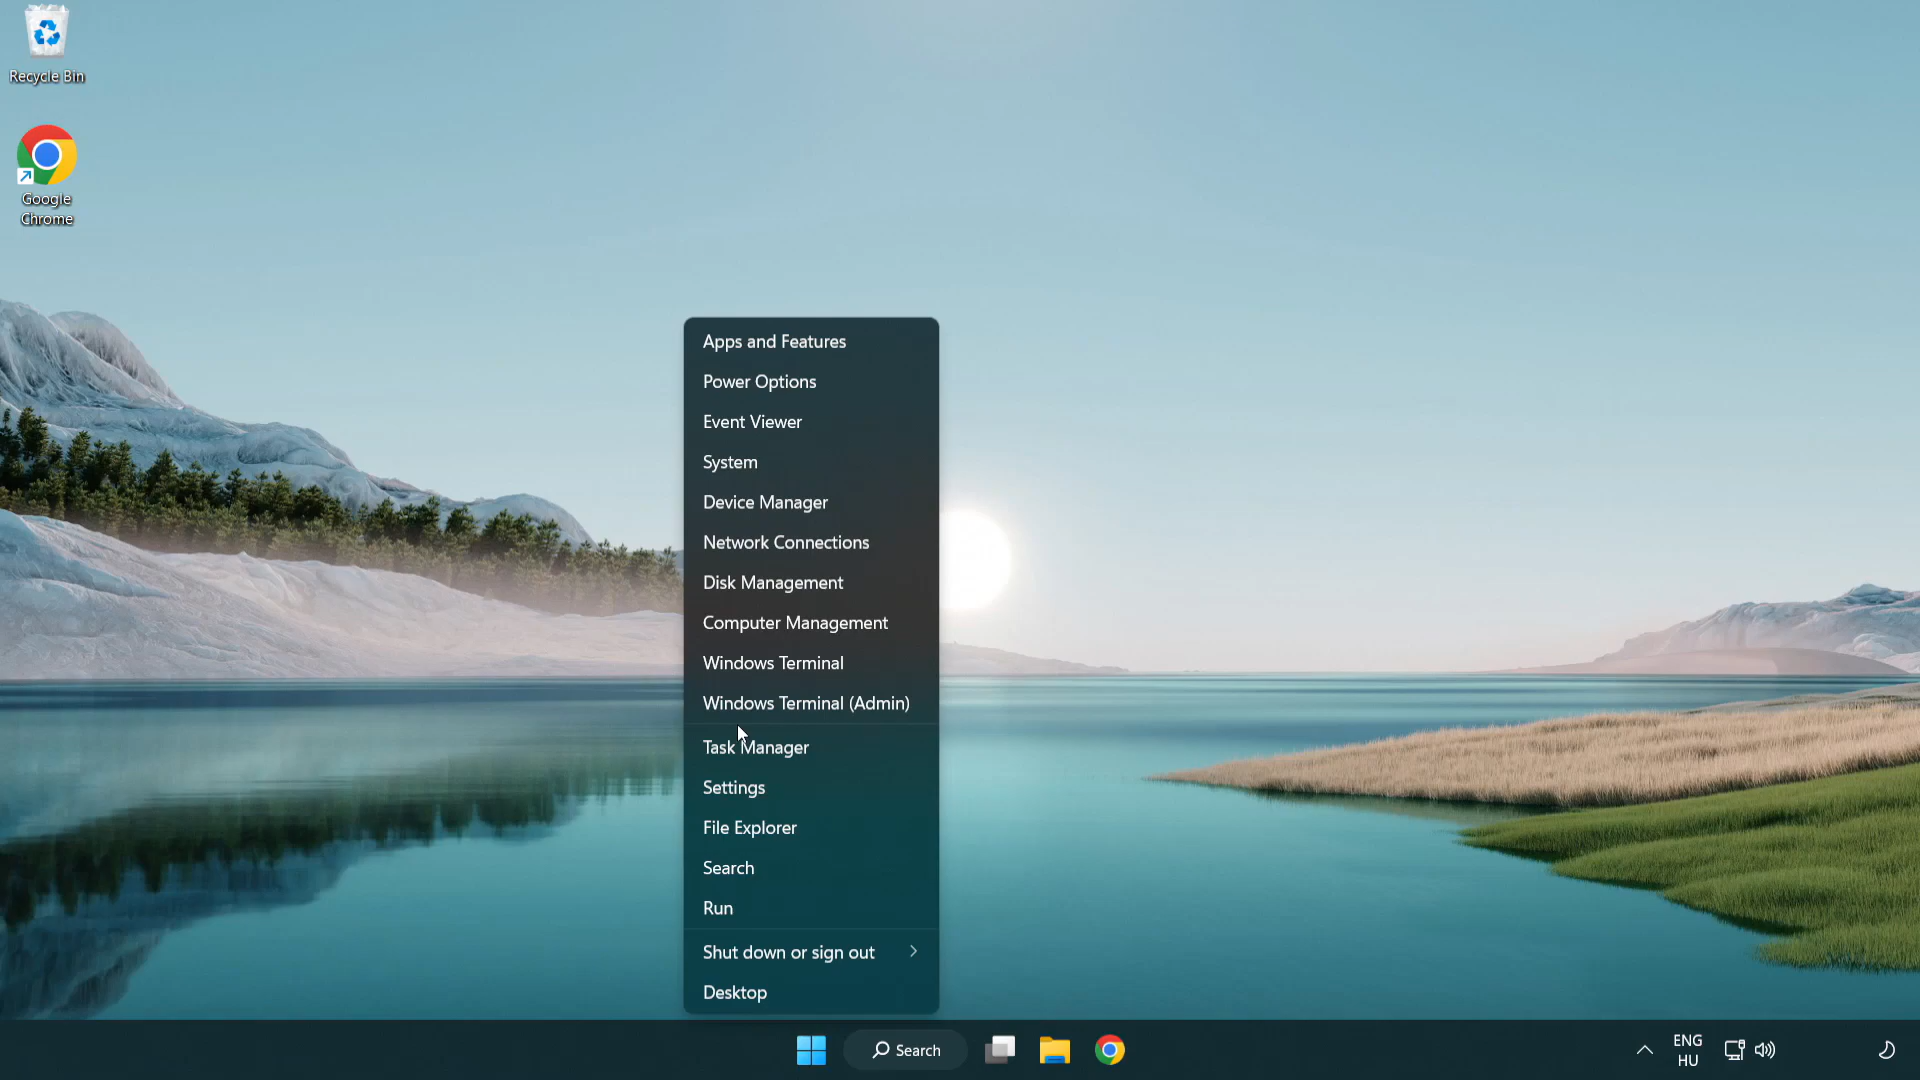 Recycle Bin
Google
Chrome
Apps and Features
Power Options
Event Viewer
System
Device Manager
Network Connections
Disk Management
Computer Management
Windows Terminal
Windows Terminal (Admin)
Task Manager
Settings
File Explorer
Search
Run
Shut down or sign out
Desktop
Search
ENG
HU